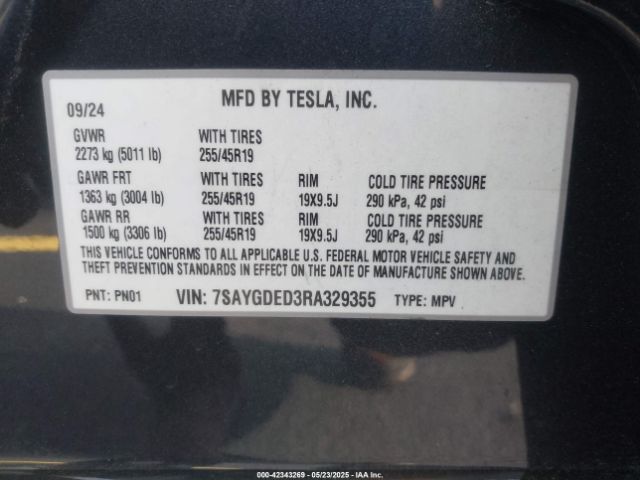 09/24 MFD BY TESLA, INC.
GVWR WITH TIRES
2273 kg (5011 lb) 255/45R19
GAWR FRT WITH TIRES RIM COLD TIRE PRESSURE
1363 kg (3004 lb) 255/45R19 19X9.5J 290 kPa, 42 psi
GAWR RR WITH TIRES RIM COLD TIRE PRESSURE
1500 kg (3306 lb) 255/45R19 19X9.5J 290 kPa, 42 psi
THIS VEHICLE CONFORMS TO ALL APPLICABLE U.S. FEDERAL MOTOR VEHICLE SAFETY AND
THEFT PREVENTION STANDARDS IN EFFECT ON THE DATE OF MANUFACTURE SHOWN ABOVE.
PNT: PN01 VIN: 7SAYGDED3RA329355 TYPE: MPV
000-42343269 - 05/23/2025 - IAA Inc.